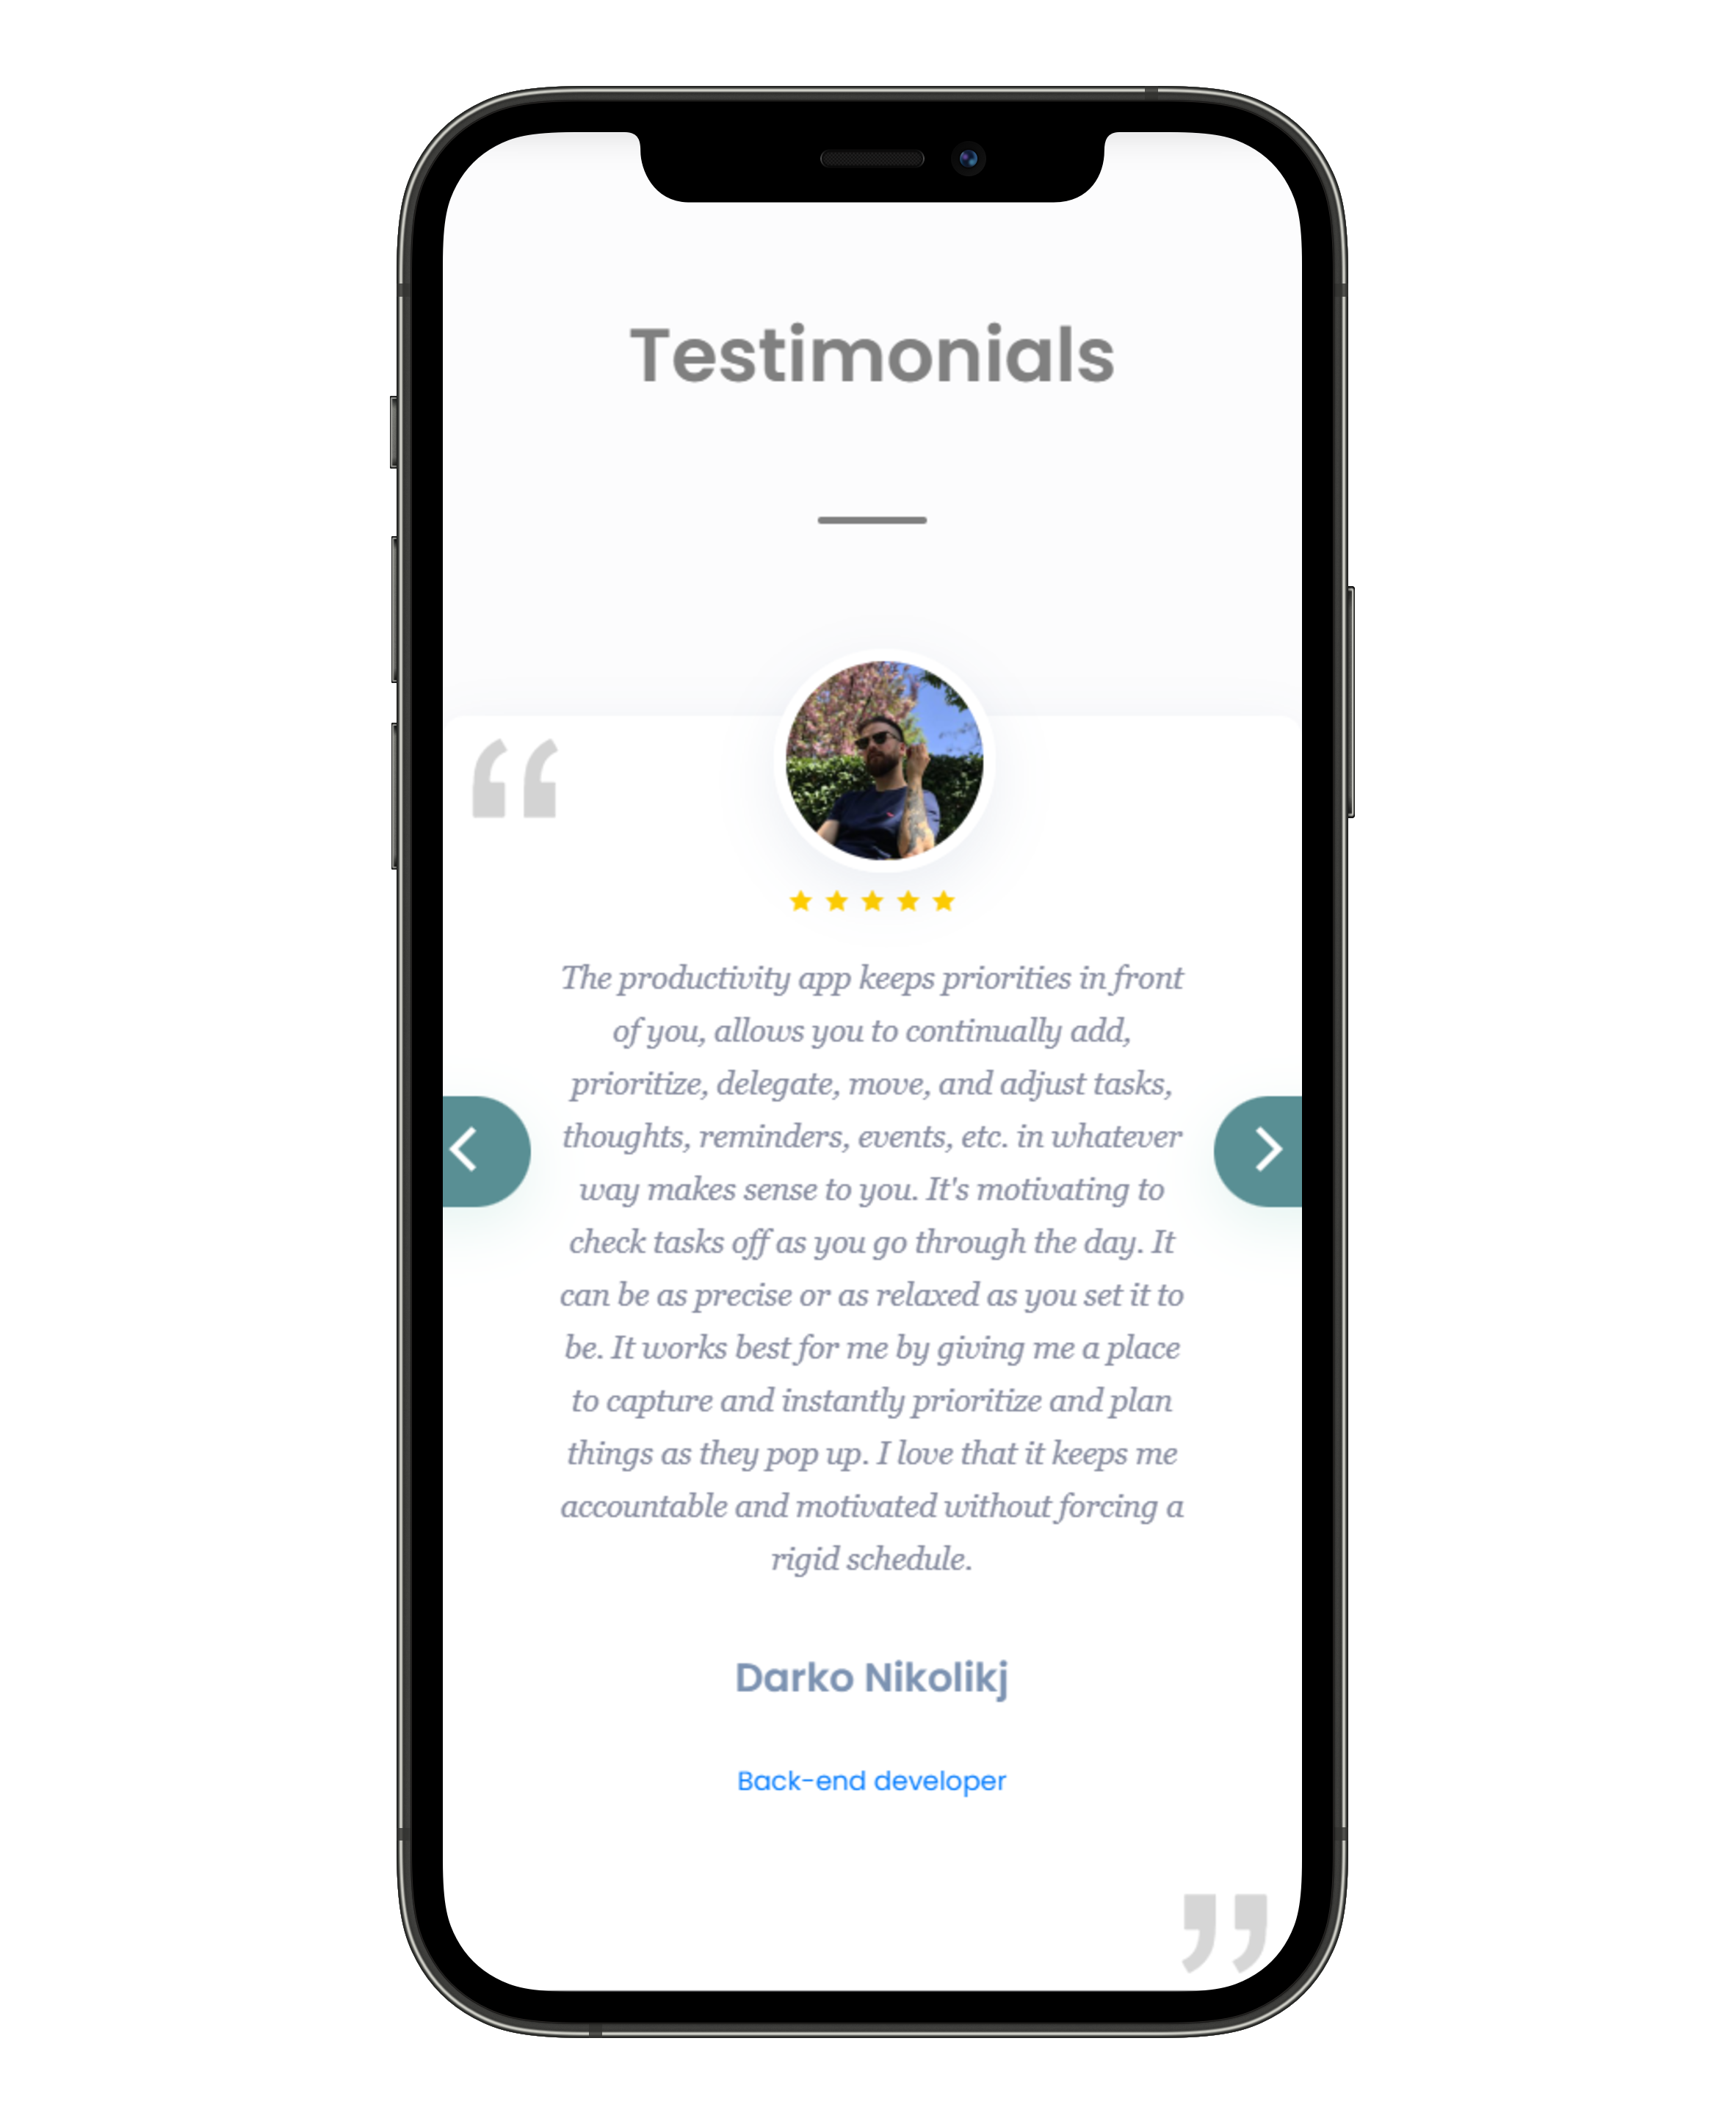 Testimonials
“
The productivity app keeps priorities in front
of you, allows you to continually add,
prioritize, delegate, move, and adjust tasks,
thoughts, reminders, events, etc. in whatever
way makes sense to you. It's motivating to
check tasks off as you go through the day. It
can be as precise or as relaxed as you set it to
be. It works best for me by giving me a place
to capture and instantly prioritize and plan
things as they pop up. I love that it keeps me
accountable and motivated without forcing a
rigid schedule.
Darko Nikolikj
Back-end developer
”